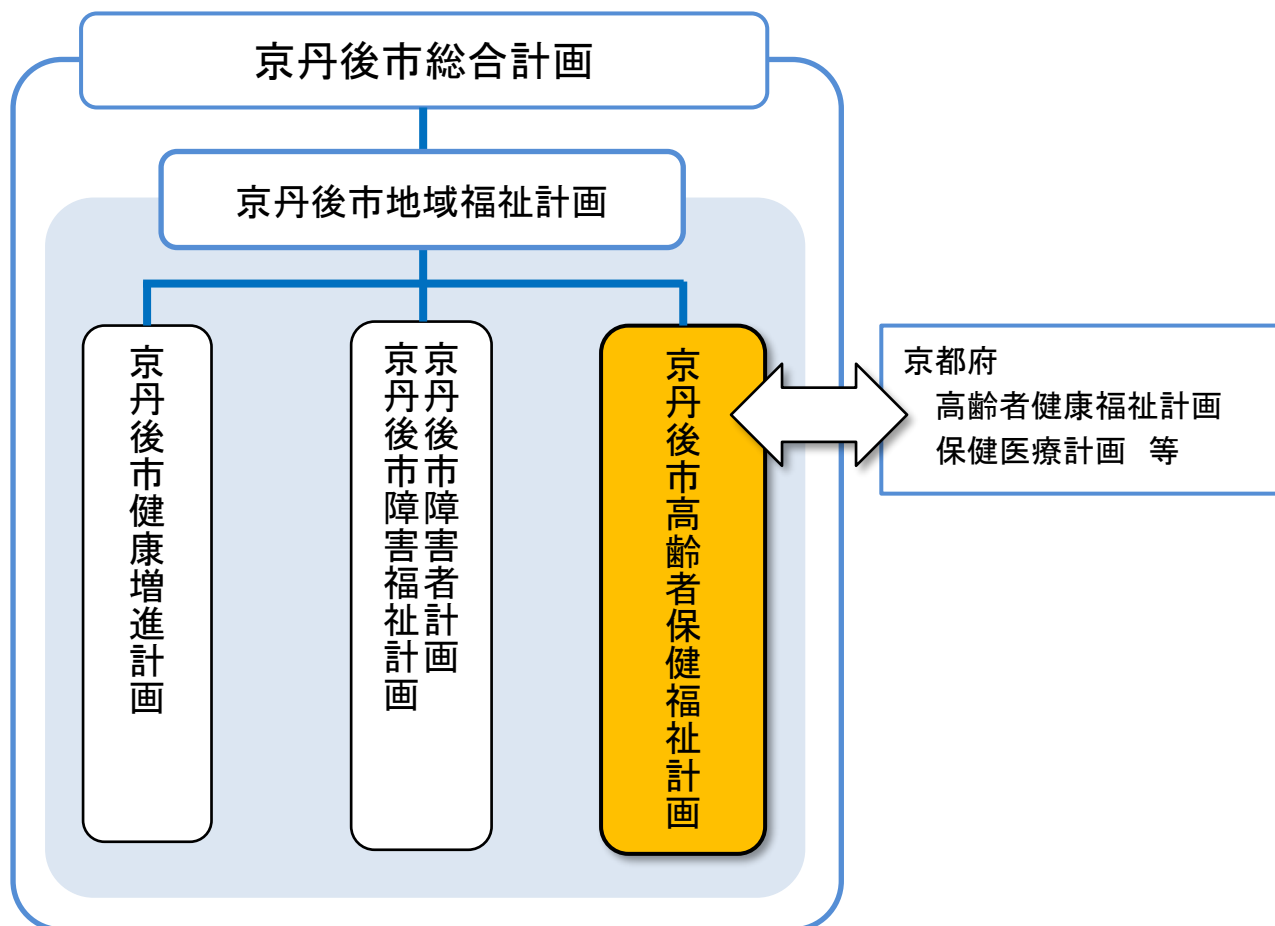 京丹後市総合計画
京丹後市地域福祉計画
京丹後市健康増進計画
京丹後市障害者計画
京丹後市障害福祉計画
京丹後市高齢者保健福祉計画
京都府
高齢者健康福祉計画
保健医療計画　等